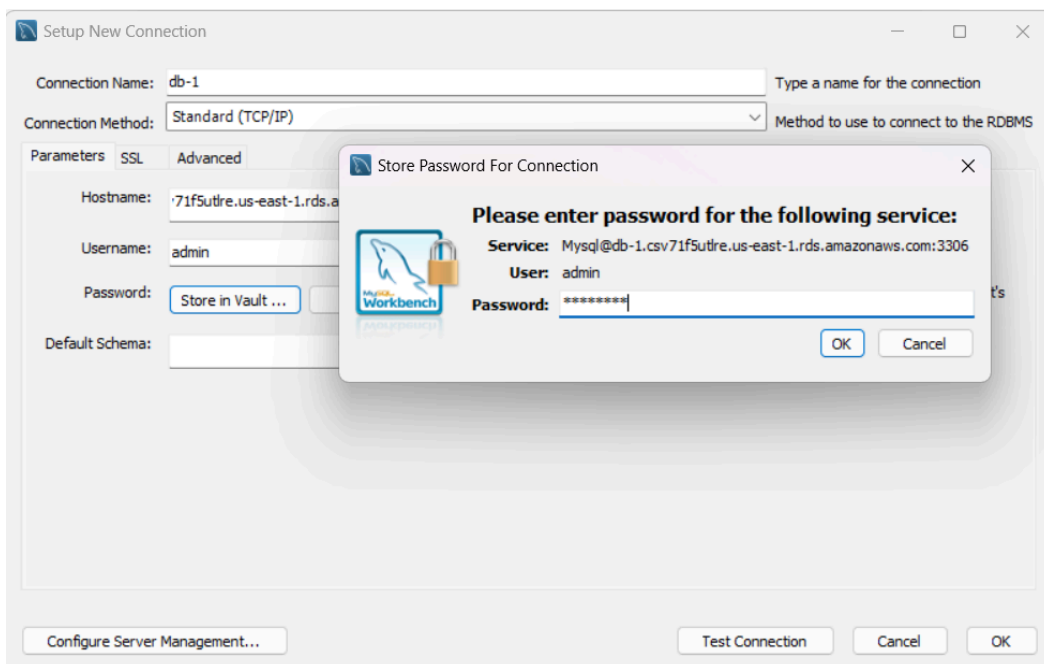 Setup New Connection
Connection Name: db-1 Type a name for the connection
Connection Method: Standard (TCP/IP) Method to use to connect to the RDBMS
Parameters SSL Advanced
Store Password For Connection
Hostname: 71f5utlre.us-east-1.rds.a
Username: admin
Password: Store in Vault ... t's
Default Schema:
Please enter password for the following service:
Service: Mysql@db-1.csv71f5utlre.us-east-1.rds.amazonaws.com:3306
User: admin
Password: ********
MySQL
Workbench
OK Cancel
Configure Server Management... Test Connection Cancel OK